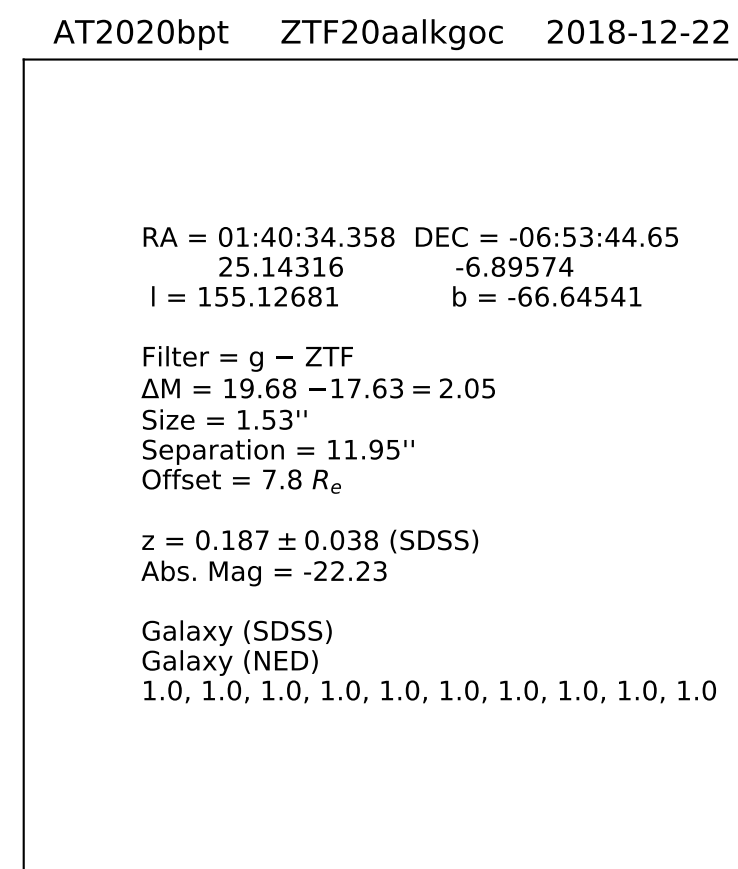 AT2020bpt ZTF20aalkgoc 2018-12-22
RA = 01:40:34.358 DEC = -06:53:44.65
25.14316 -6.89574
l = 155.12681 b = -66.64541
Filter = g − ZTF
ΔM = 19.68 −17.63 = 2.05
Size = 1.53''
Separation = 11.95''
Offset = 7.8 Re
z = 0.187 ± 0.038 (SDSS)
Abs. Mag = -22.23
Galaxy (SDSS)
Galaxy (NED)
1.0, 1.0, 1.0, 1.0, 1.0, 1.0, 1.0, 1.0, 1.0, 1.0